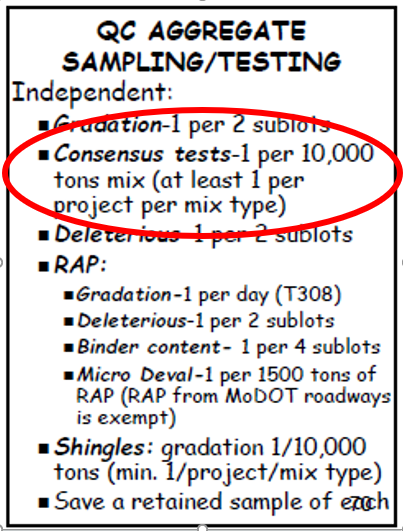 QC AGGREGATE
SAMPLING/TESTING
Independent:
▪ Gradation-1 per 2 sublots
▪ Consensus tests-1 per 10,000
tons mix (at least 1 per
project per mix type)
▪ Deleterious-1 per 2 sublots
▪ RAP:
▪ Gradation-1 per day (T308)
▪ Deleterious-1 per 2 sublots
▪ Binder content- 1 per 4 sublots
▪ Micro Deval-1 per 1500 tons of
RAP (RAP from MoDOT roadways
is exempt)
▪ Shingles: gradation 1/10,000
tons (min. 1/project/mix type)
▪ Save a retained sample of each
70